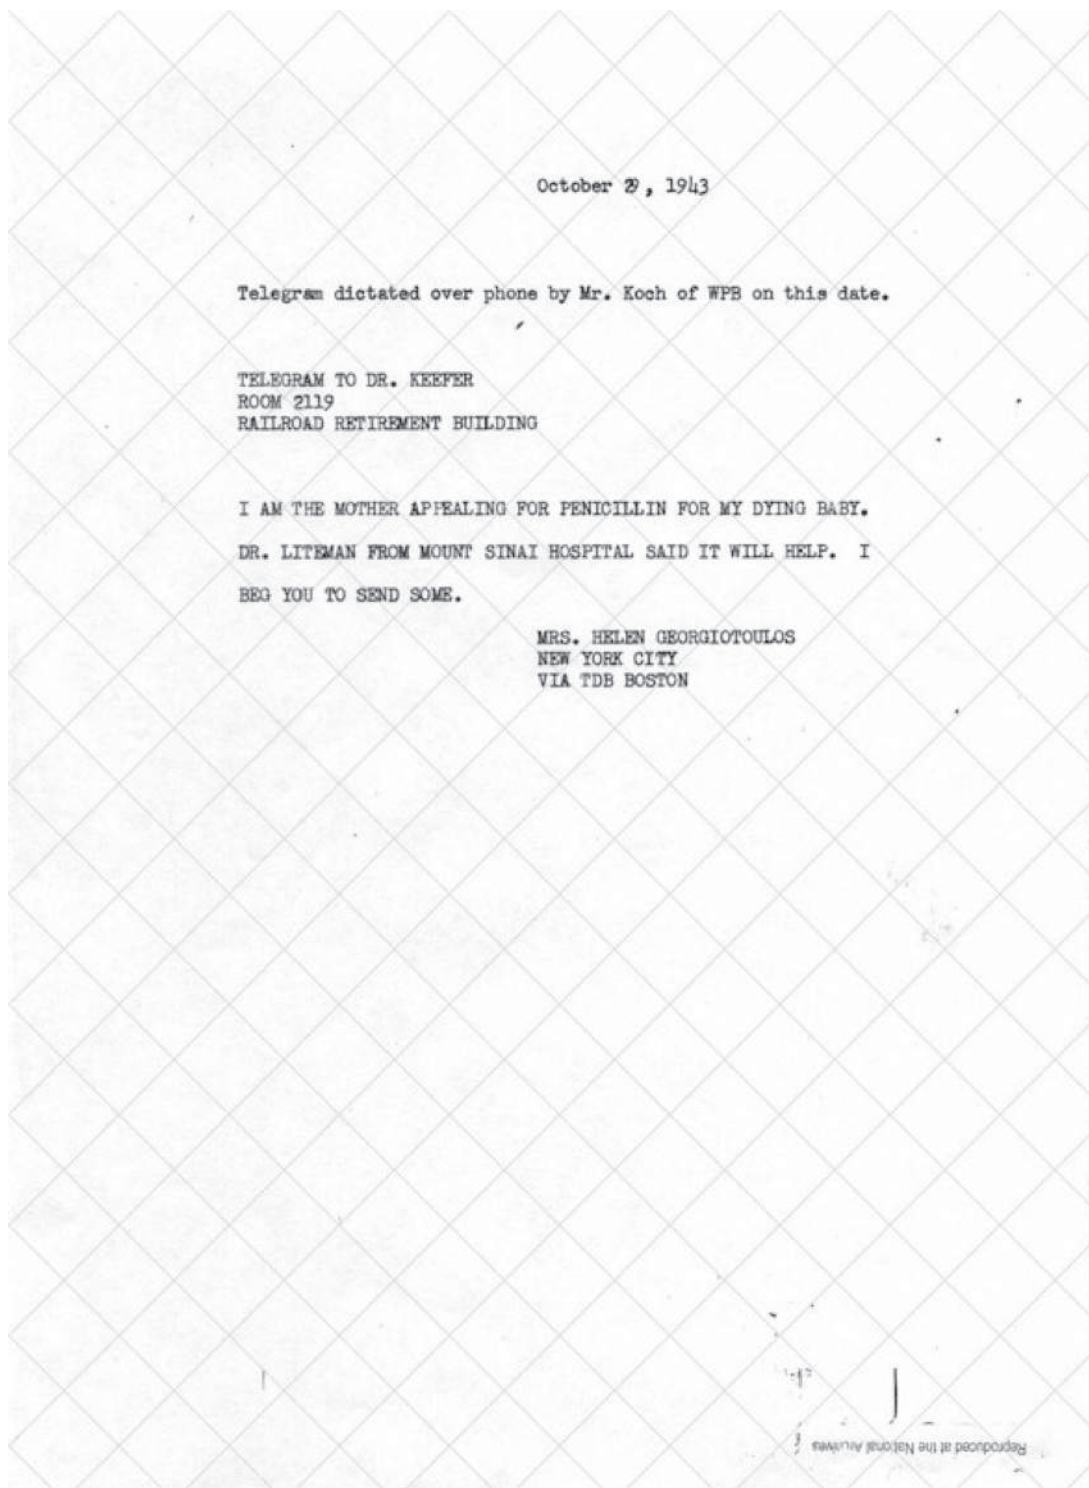 October , 1943
Telegram dictated over phone by Mr. Koch of WPB on this date.
TELEGRAM TO DR. KEEFER
ROOM 2119
RAILROAD RETIREMENT BUILDING
I AM THE MOTHER APPEALING FOR PENICILLIN FOR MY DYING BABY.
DR. LITEMAN FROM MOUNT SINAI HOSPITAL SAID IT WILL HELP. I
BEG YOU TO SEND SOME.
MRS. HELEN GEORGIOTOULOS
NEW YORK CITY
VIA TDB BOSTON
Reproduced at the National Archives